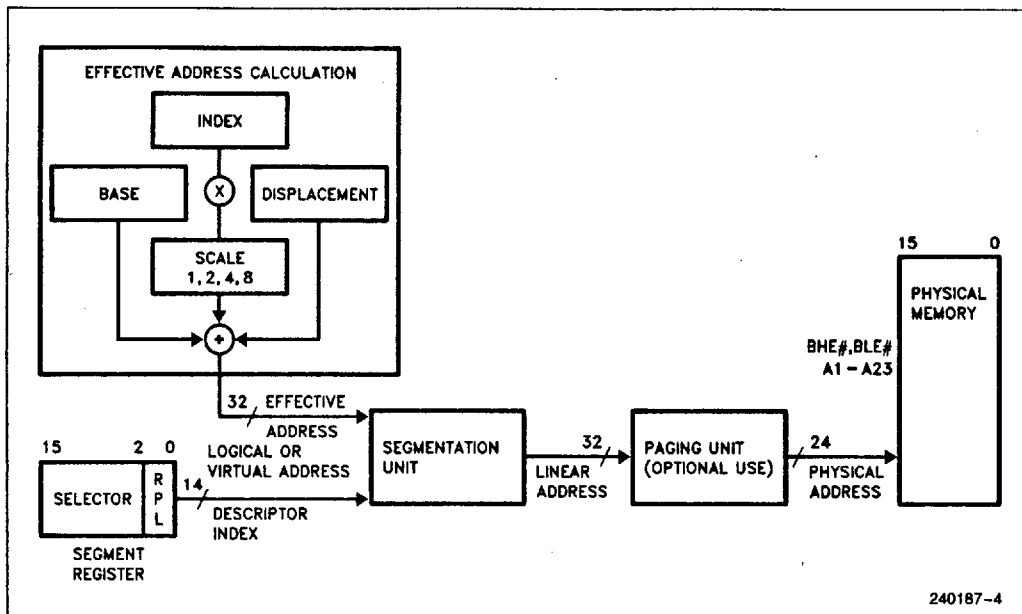 EFFECTIVE ADDRESS CALCULATION
INDEX
BASE
X
DISPLACEMENT
SCALE
1, 2, 4, 8
+
15 0
PHYSICAL
MEMORY
BHE#,BLE#
A1-A23
32 EFFECTIVE
ADDRESS
LOGICAL OR
VIRTUAL ADDRESS
15 2 0
SELECTOR
R
P
L
14
DESCRIPTOR
INDEX
SEGMENT
REGISTER
SEGMENTATION
UNIT
32
LINEAR
ADDRESS
PAGING UNIT
(OPTIONAL USE)
24
PHYSICAL
ADDRESS
240187-4